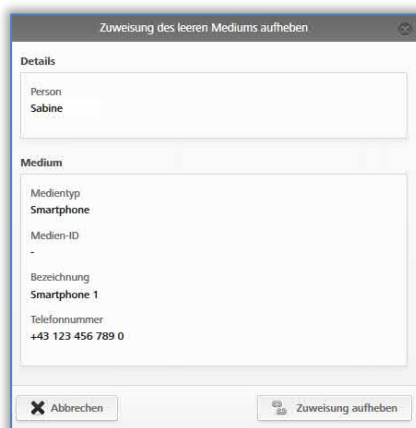 Zuweisung des leeren Mediums aufheben
Details
Person
Sabine
Medium
Medientyp
Smartphone
Medien-ID
-
Bezeichnung
Smartphone 1
Telefonnummer
+43 123 456 789 0
Abbrechen
Zuweisung aufheben